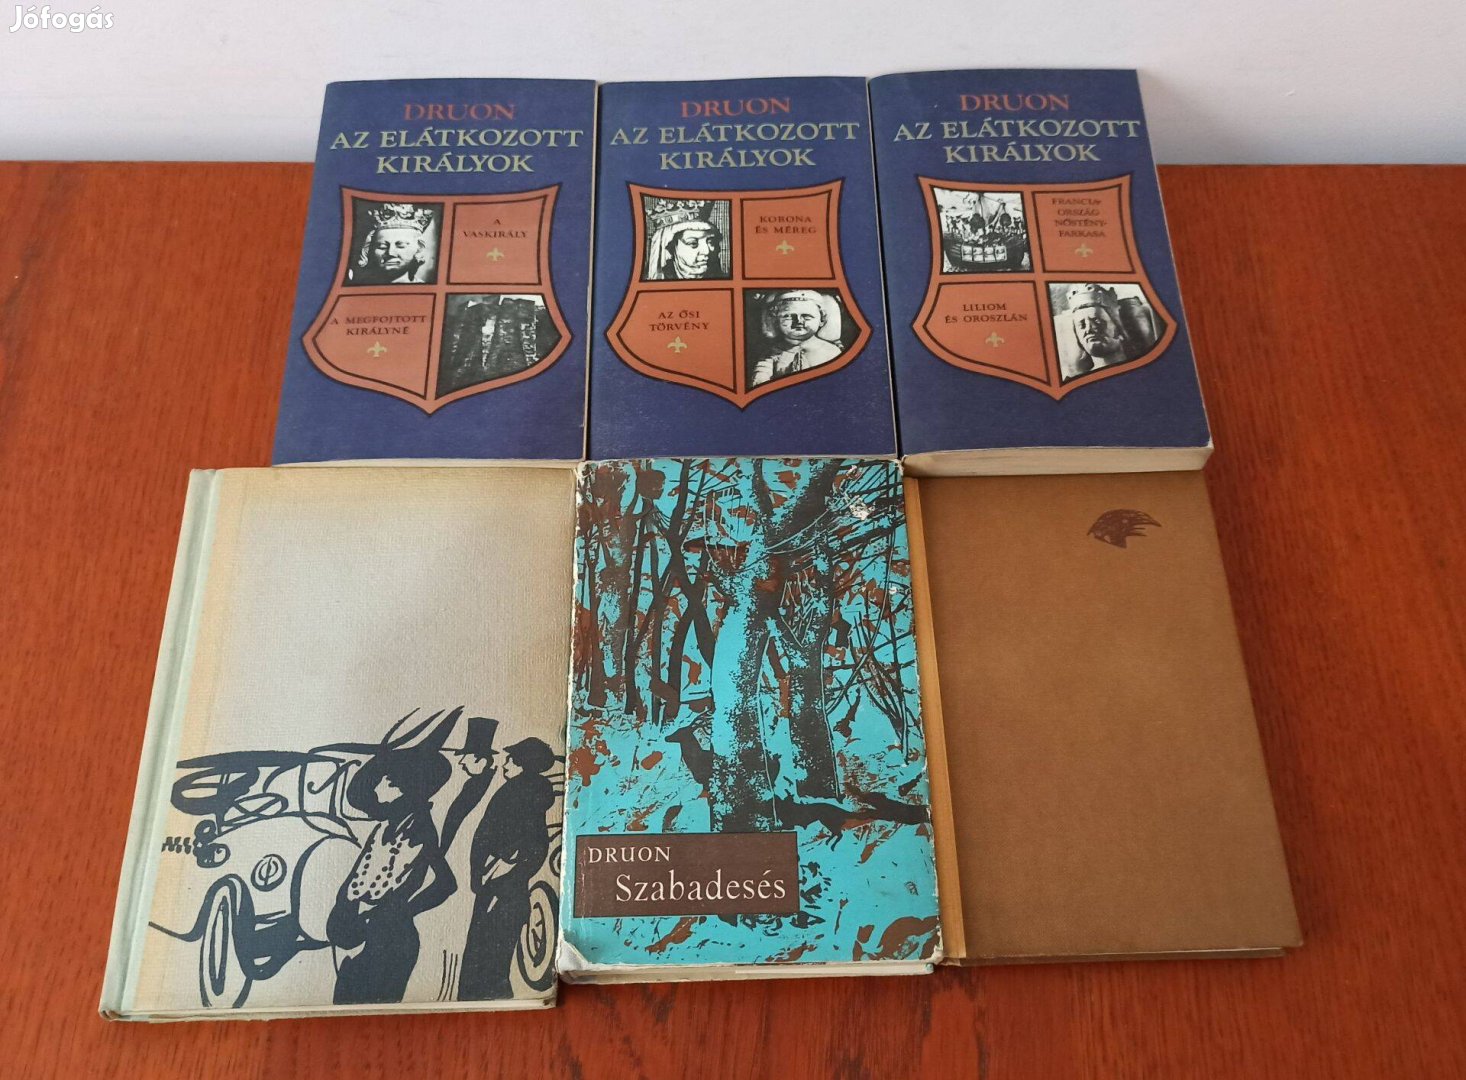 Jófogás
DRUON
AZ ELÁTKOZOTT
KIRÁLYOK
A
VASKIRÁLY
A MEGFOJTOTT
KIRÁLYNÉ
DRUON
AZ ELÁTKOZOTT
KIRÁLYOK
KORONA
ÉS MÉREG
AZ ŐSI
TÖRVÉNY
DRUON
AZ ELÁTKOZOTT
KIRÁLYOK
FRANCIA-
ORSZÁG
NŐSTÉNY-
FARKASA
LILIOM
ÉS OROSZLÁN
DRUON
Szabadesés